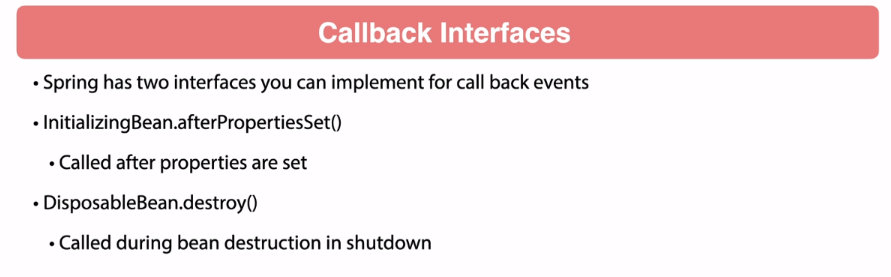 Callback Interfaces
• Spring has two interfaces you can implement for call back events
• InitializingBean.afterPropertiesSet()
• Called after properties are set
• DisposableBean.destroy()
• Called during bean destruction in shutdown